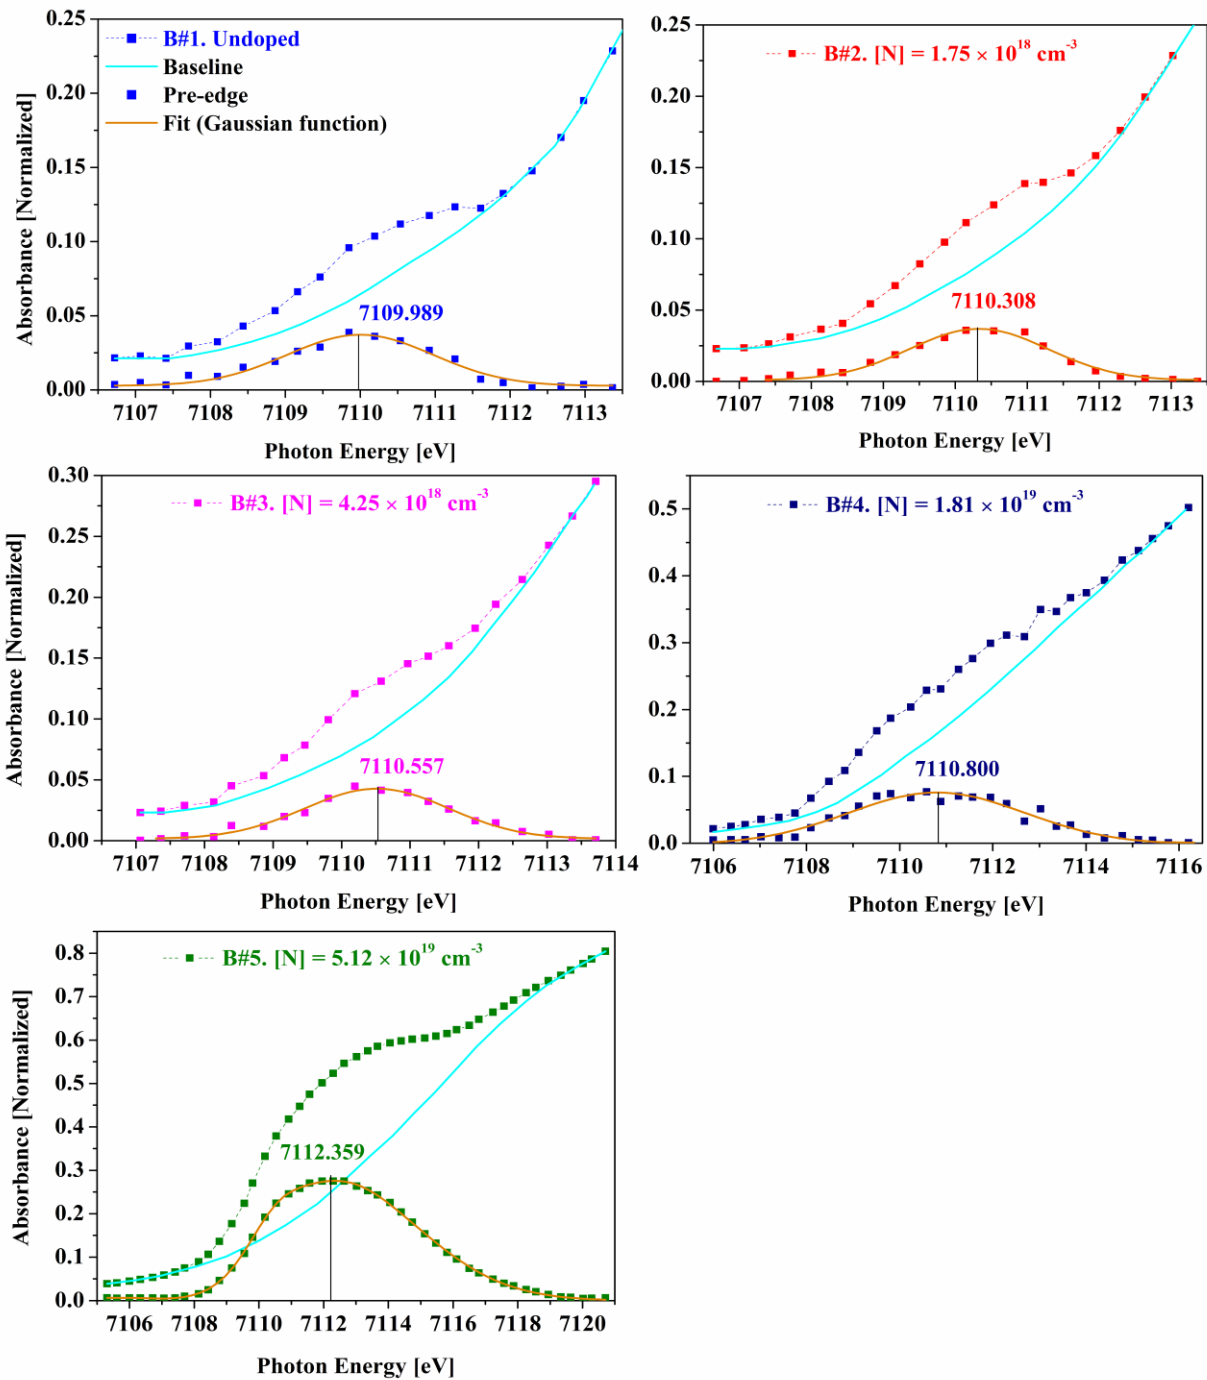 B#1. Undoped
Baseline
Pre-edge
Fit (Gaussian function)
0.25
0.20
0.15
0.10
0.05
0.00
Absorbance [Normalized]
7109.989
7107 7108 7109 7110 7111 7112 7113
Photon Energy [eV]
B#2. [N] = 1.75 × 10¹⁸ cm⁻³
0.25
0.20
0.15
0.10
0.05
0.00
Absorbance [Normalized]
7110.308
7107 7108 7109 7110 7111 7112 7113
Photon Energy [eV]
B#3. [N] = 4.25 × 10¹⁸ cm⁻³
0.30
0.25
0.20
0.15
0.10
0.05
0.00
Absorbance [Normalized]
7110.557
7107 7108 7109 7110 7111 7112 7113 7114
Photon Energy [eV]
B#4. [N] = 1.81 × 10¹⁹ cm⁻³
0.5
0.4
0.3
0.2
0.1
0.0
Absorbance [Normalized]
7110.800
7106 7108 7110 7112 7114 7116
Photon Energy [eV]
B#5. [N] = 5.12 × 10¹⁹ cm⁻³
0.8
0.7
0.6
0.5
0.4
0.3
0.2
0.1
0.0
Absorbance [Normalized]
7112.359
7106 7108 7110 7112 7114 7116 7118 7120
Photon Energy [eV]